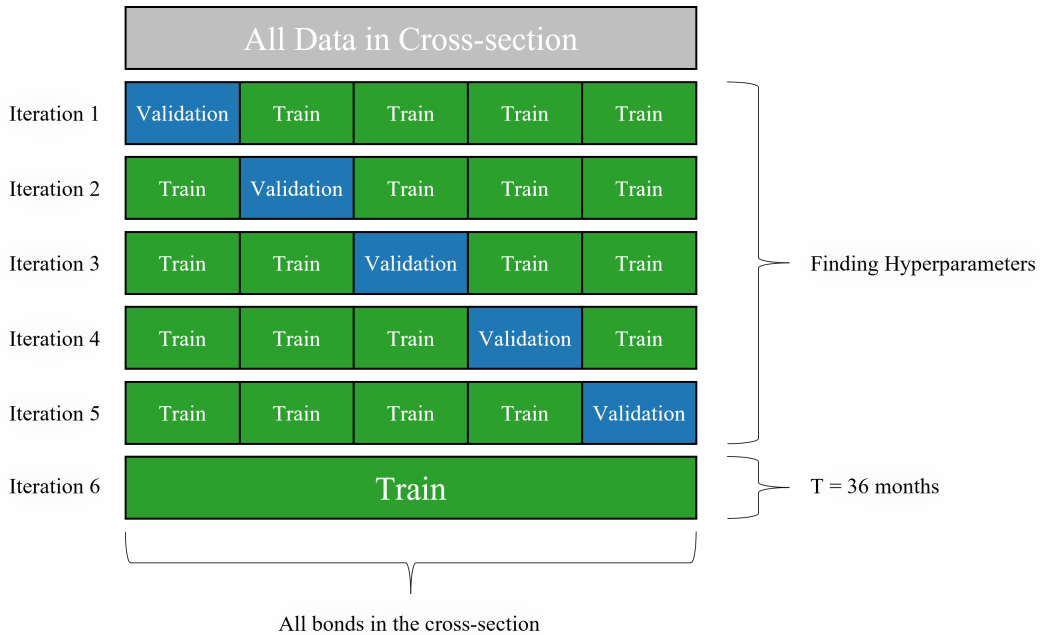 All Data in Cross-section
Iteration 1 Validation Train Train Train Train
Iteration 2 Train Validation Train Train Train
Iteration 3 Train Train Validation Train Train
Finding Hyperparameters
Iteration 4 Train Train Train Validation Train
Iteration 5 Train Train Train Train Validation
Iteration 6 Train T = 36 months
All bonds in the cross-section